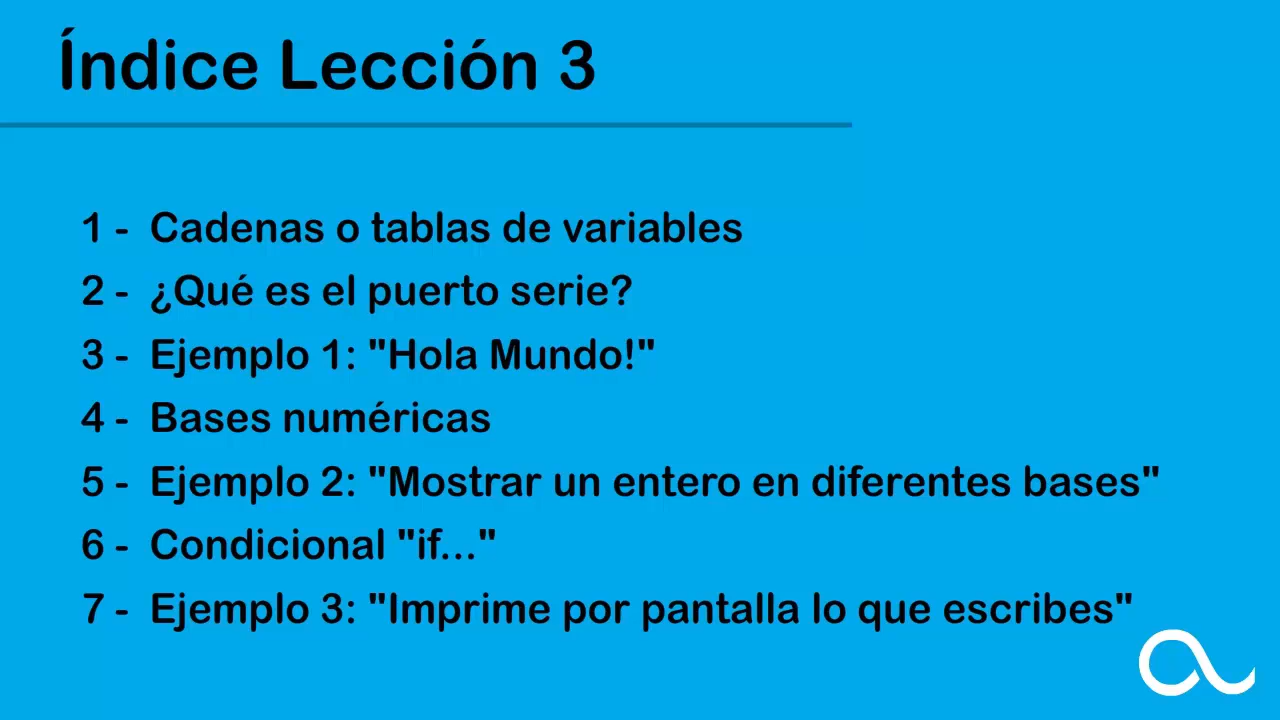 Índice Lección 3
1 - Cadenas o tablas de variables
2 - ¿Qué es el puerto serie?
3 - Ejemplo 1: "Hola Mundo!"
4 - Bases numéricas
5 - Ejemplo 2: "Mostrar un entero en diferentes bases"
6 - Condicional "if..."
7 - Ejemplo 3: "Imprime por pantalla lo que escribes"